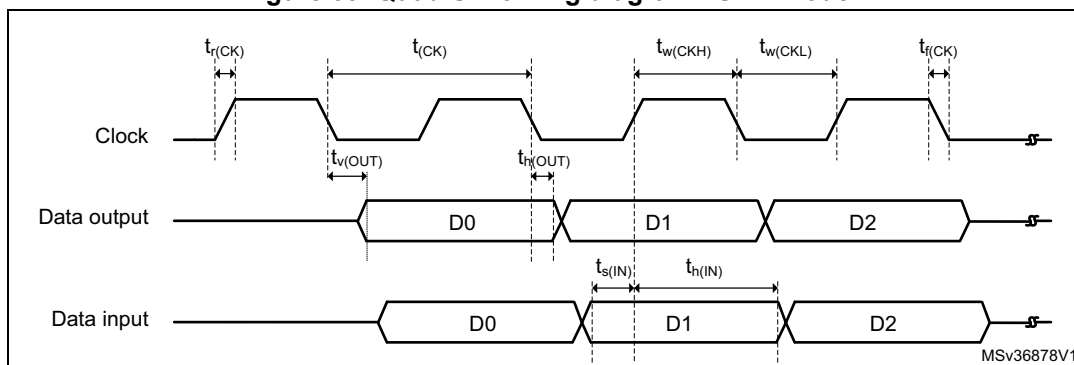 t_r(CK) t_(CK) t_w(CKH) t_w(CKL) t_f(CK)
Clock
t_v(OUT) t_h(OUT)
Data output D0 D1 D2
t_s(IN) t_h(IN)
Data input D0 D1 D2
MSv36878V1